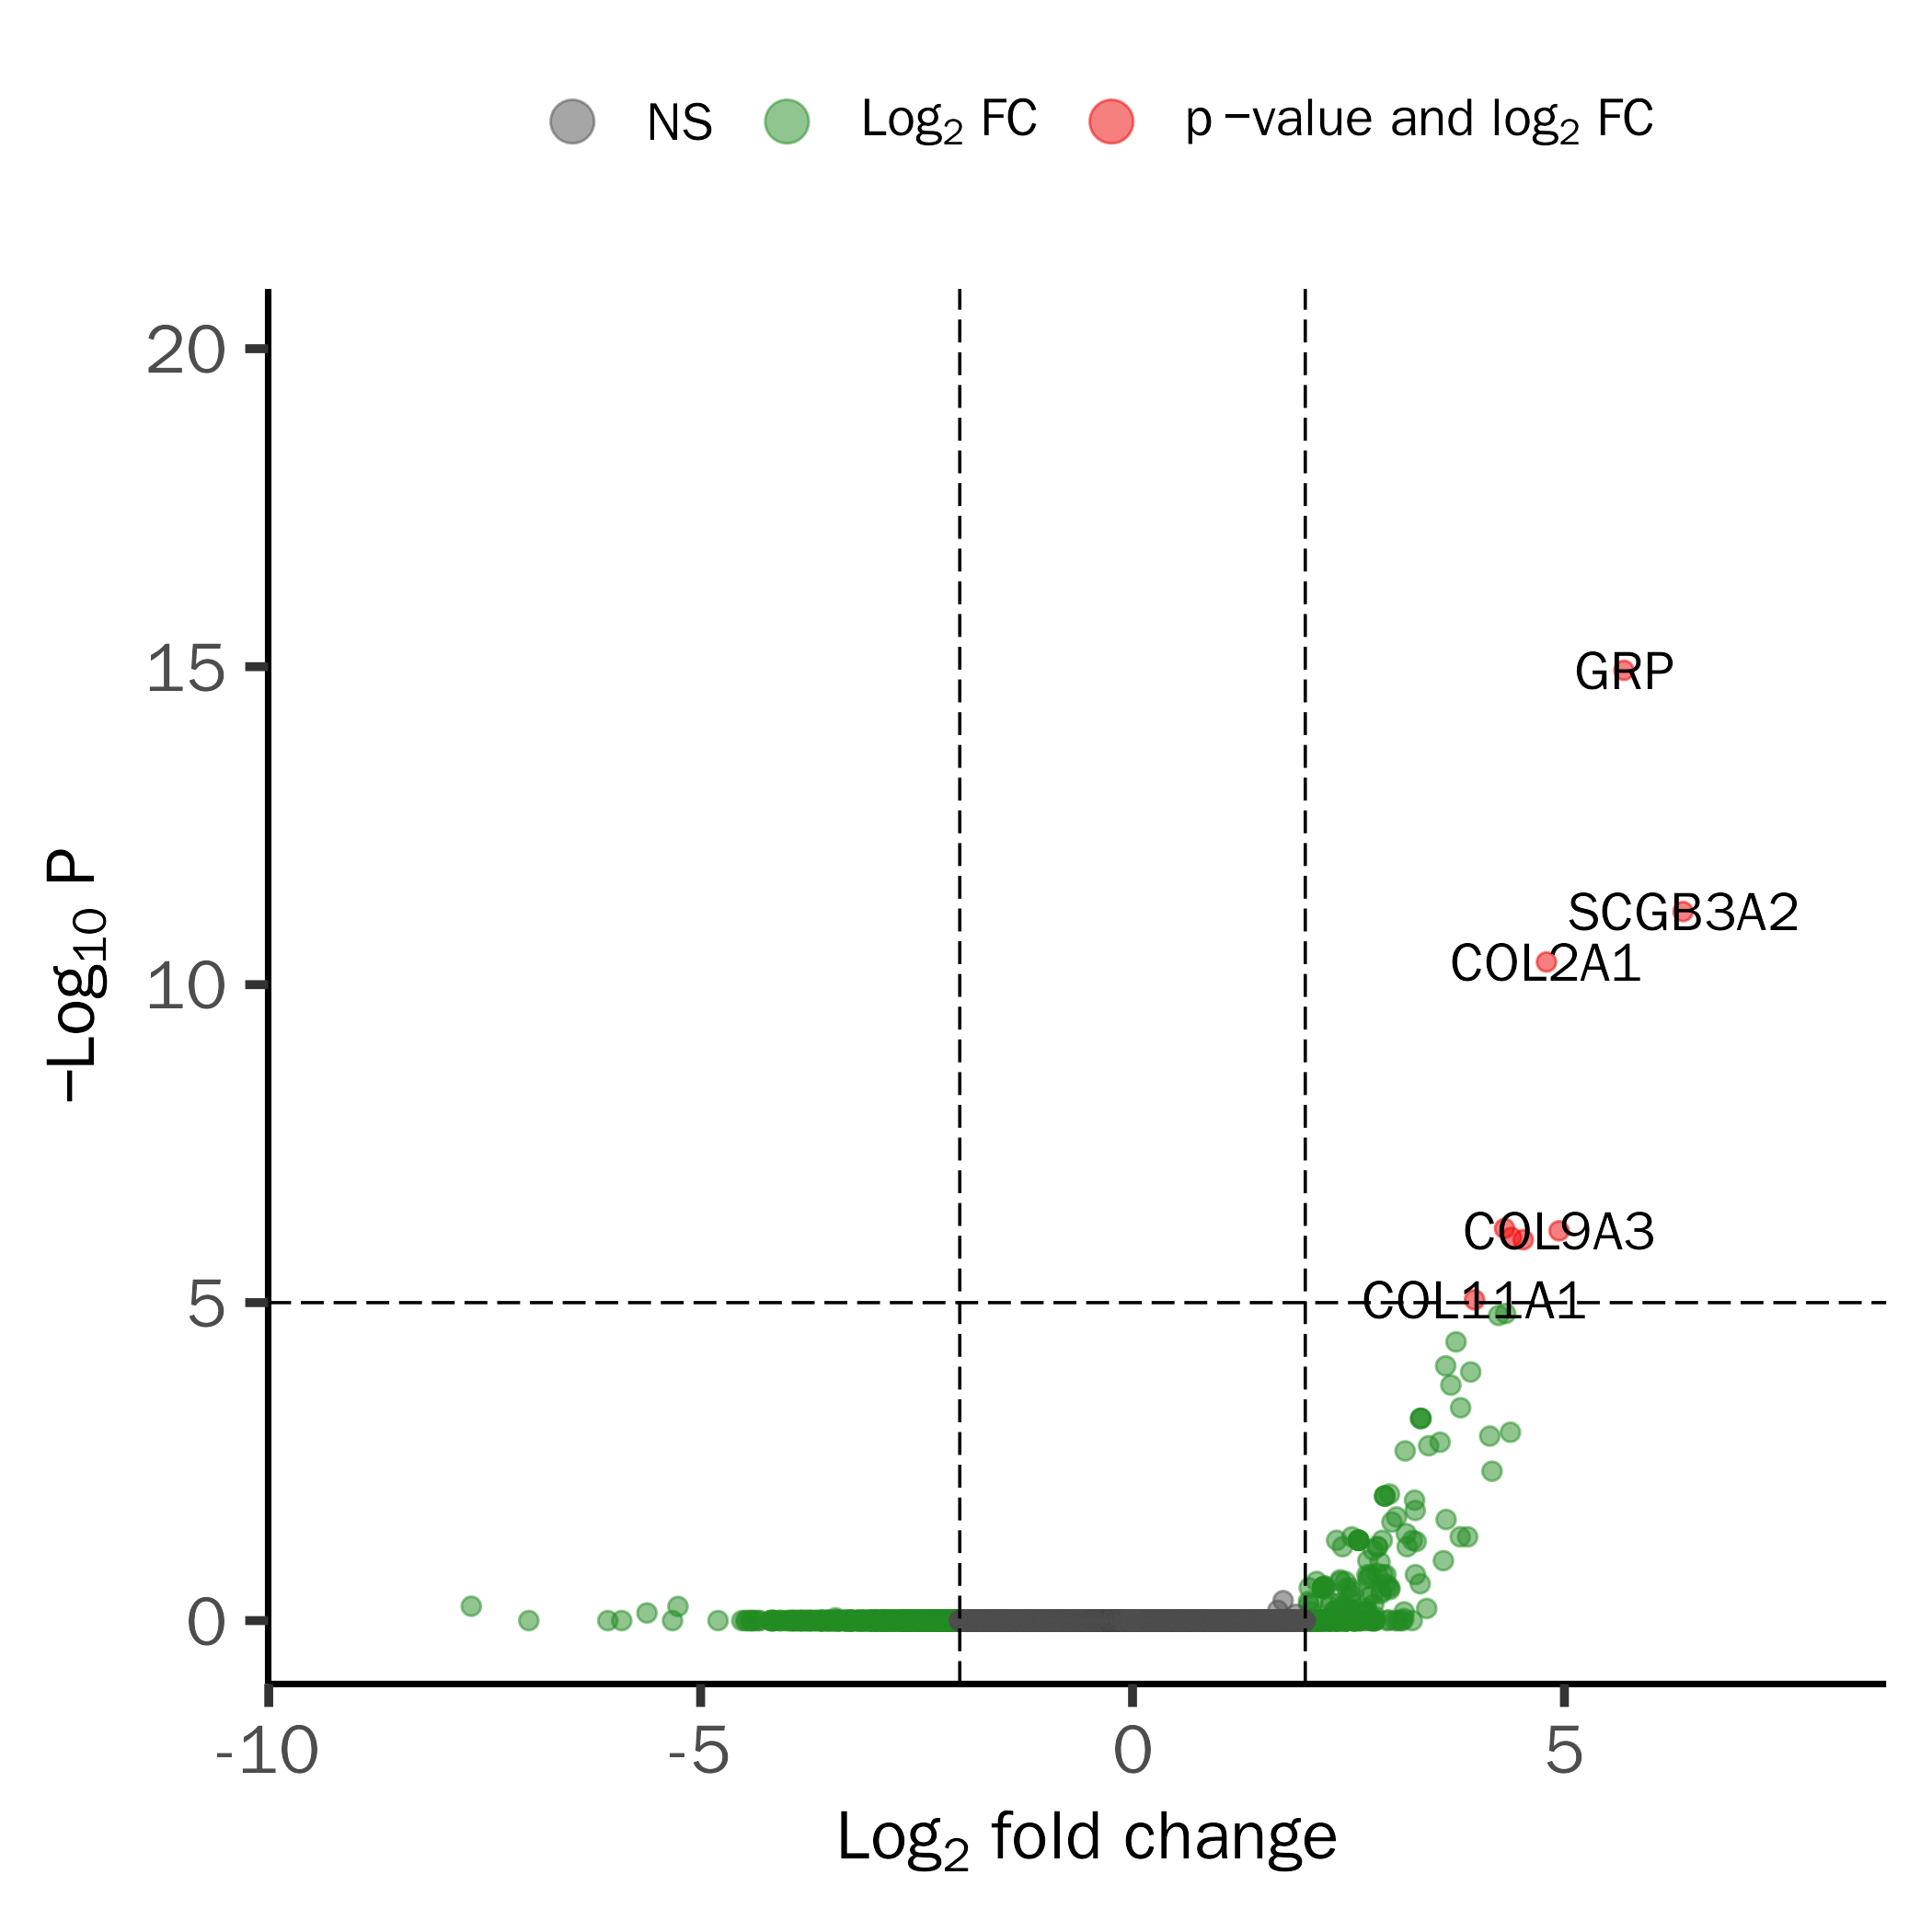 NS Log2 FC p −value and log2 FC
20
15
10
5
0
−Log10 P
GRP
SCGB3A2
COL2A1
COL9A3
COL11A1
-10 -5 0 5
Log2 fold change